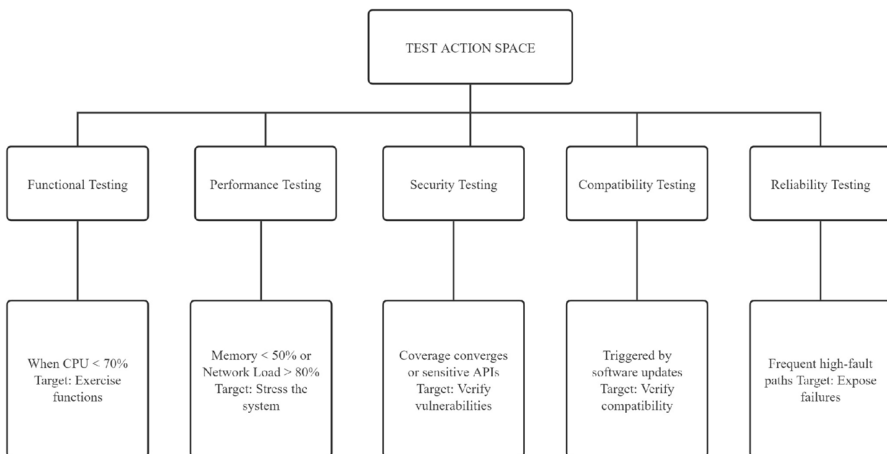 TEST ACTION SPACE
Functional Testing
Performance Testing
Security Testing
Compatibility Testing
Reliability Testing
When CPU < 70%
Target: Exercise
functions
Memory < 50% or
Network Load > 80%
Target: Stress the
system
Coverage converges
or sensitive APIs
Target: Verify
vulnerabilities
Triggered by
software updates
Target: Verify
compatibility
Frequent high-fault
paths Target: Expose
failures